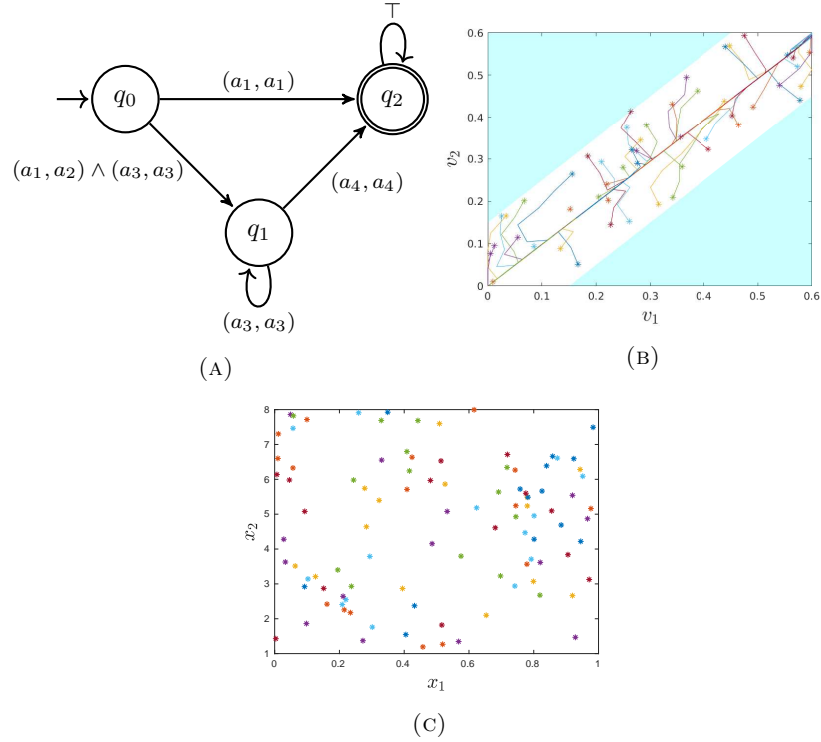 ⊤
q₀
(a₁, a₁)
q₂
(a₁, a₂) ∧ (a₃, a₃)
(a₄, a₄)
q₁
(a₃, a₃)
(A)
0.6
0.5
0.4
0.3
0.2
0.1
0
v₂
0 0.1 0.2 0.3 0.4 0.5 0.6
v₁
(B)
8
7
6
5
4
3
2
1
x₂
0 0.2 0.4 0.6 0.8 1
x₁
(C)